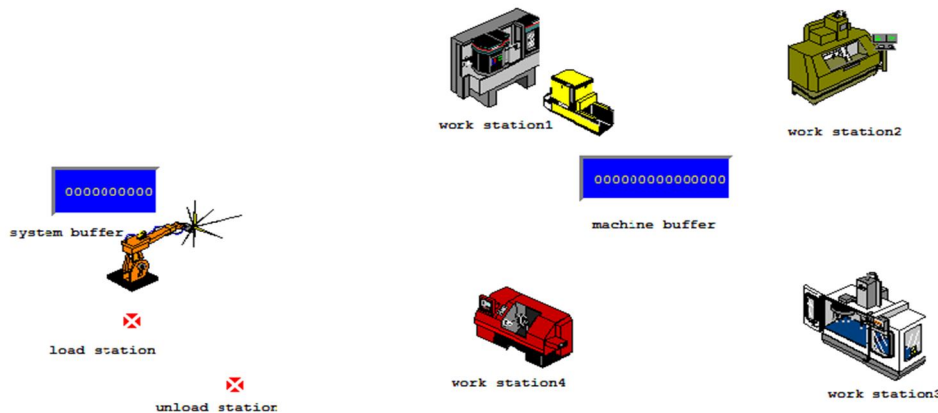 work station1
work station2
0000000000
000000000000000
system buffer
machine buffer
load station
work station4
work station3
unload station